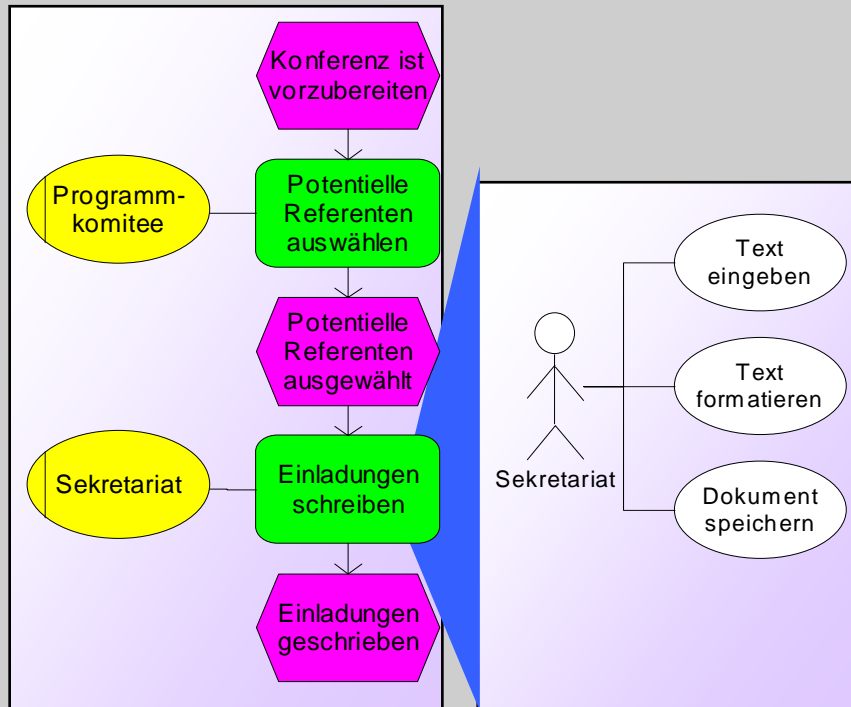 Konferenz ist
vorzubereiten
Programm-
komitee
Potentielle
Referenten
auswählen
Potentielle
Referenten
ausgewählt
Sekretariat
Einladungen
schreiben
Einladungen
geschrieben
Text
eingeben
Text
formatieren
Sekretariat
Dokument
speichern